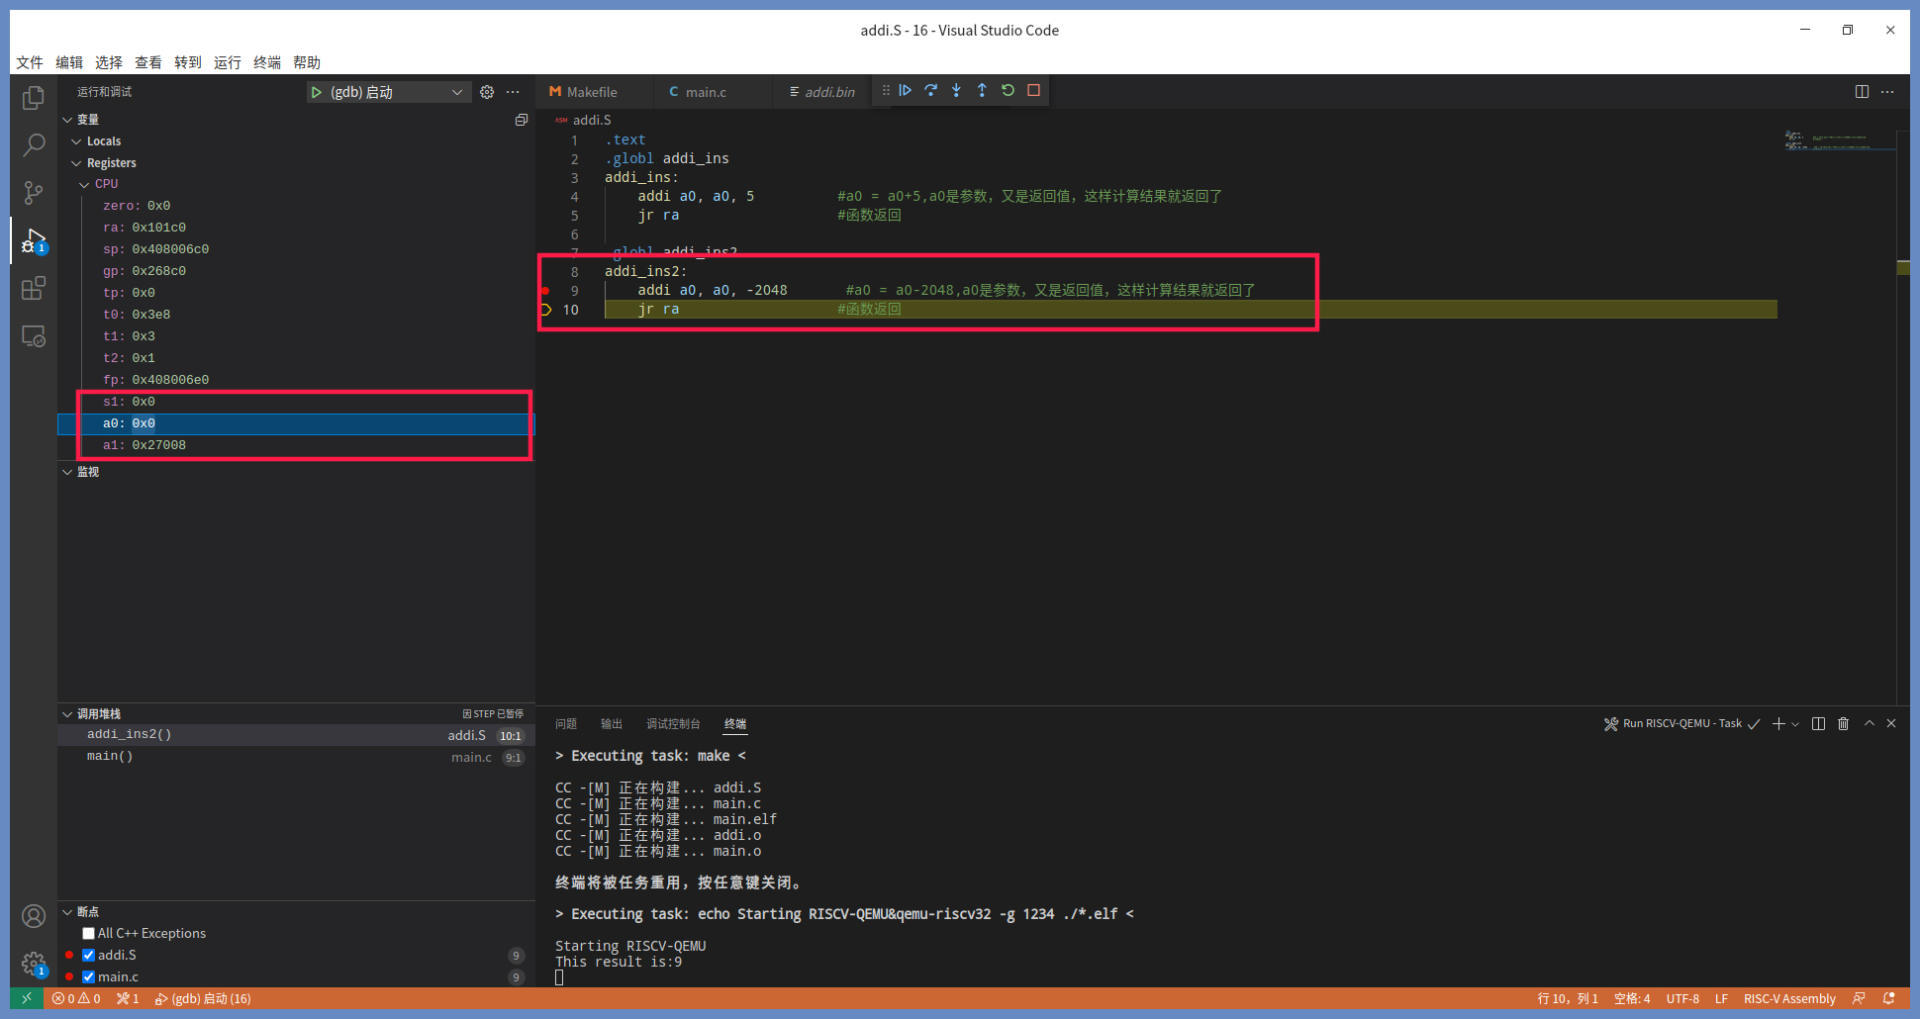 addi.S - 16 - Visual Studio Code
文件 编辑 选择 查看 转到 运行 终端 帮助
运行和调试
(gdb) 启动
变量
Locals
Registers
CPU
zero: 0x0
ra: 0x101c0
sp: 0x408006c0
gp: 0x268c0
tp: 0x0
t0: 0x3e8
t1: 0x3
t2: 0x1
fp: 0x408006e0
s1: 0x0
a0: 0x0
a1: 0x27008
监视
调用堆栈 因 STEP 已暂停
addi_ins2() addi.S 10:1
main() main.c 9:1
断点
All C++ Exceptions
addi.S 9
main.c 9
M Makefile C main.c addi.bin
ASM addi.S
1 .text
2 .globl addi_ins
3 addi_ins:
4 addi a0, a0, 5 #a0 = a0+5,a0是参数，又是返回值，这样计算结果就返回了
5 jr ra #函数返回
6
7 .globl addi_ins2
8 addi_ins2:
9 addi a0, a0, -2048 #a0 = a0-2048,a0是参数，又是返回值，这样计算结果就返回了
10 jr ra #函数返回
问题 输出 调试控制台 终端 Run RISCV-QEMU - Task
> Executing task: make <
CC -[M] 正在构建... addi.S
CC -[M] 正在构建... main.c
CC -[M] 正在构建... main.elf
CC -[M] 正在构建... addi.o
CC -[M] 正在构建... main.o
终端将被任务重用，按任意键关闭。
> Executing task: echo Starting RISCV-QEMU&qemu-riscv32 -g 1234 ./*.elf <
Starting RISCV-QEMU
This result is:9
1
1
0 0 1 (gdb) 启动 (16) 行 10，列 1 空格: 4 UTF-8 LF RISC-V Assembly